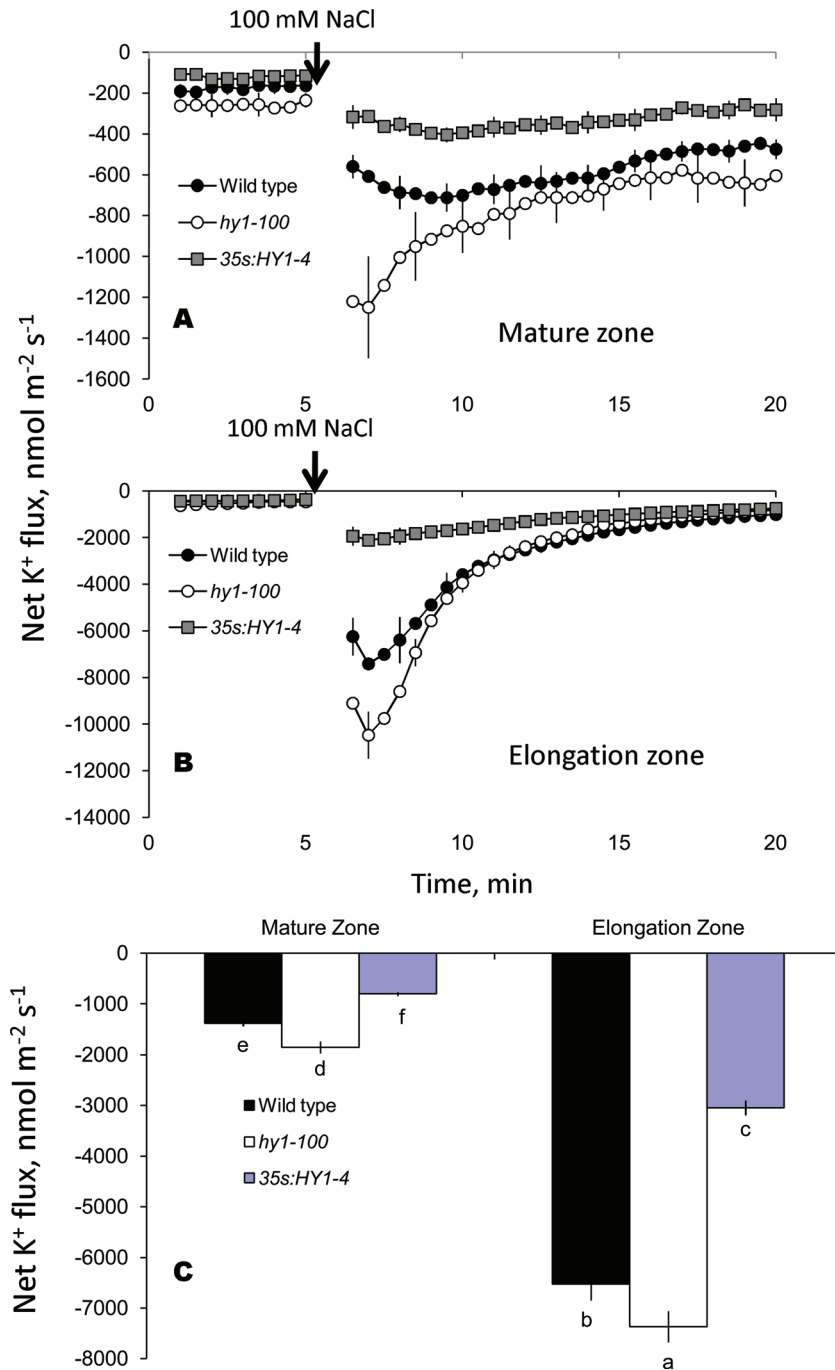 100 mM NaCl
0
-200
-400
-600
-800
-1000
-1200
-1400
-1600
Wild type
hy1-100
35s:HY1-4
A
Mature zone
0
5
10
15
20
100 mM NaCl
0
-2000
-4000
-6000
-8000
-10000
-12000
-14000
Wild type
hy1-100
35s:HY1-4
B
Elongation zone
0
5
10
15
20
Net K⁺ flux, nmol m⁻² s⁻¹
Time, min
Mature Zone
Elongation Zone
0
-1000
-2000
-3000
-4000
-5000
-6000
-7000
-8000
e
d
f
Wild type
hy1-100
35s:HY1-4
c
C
b
a
Net K⁺ flux, nmol m⁻² s⁻¹